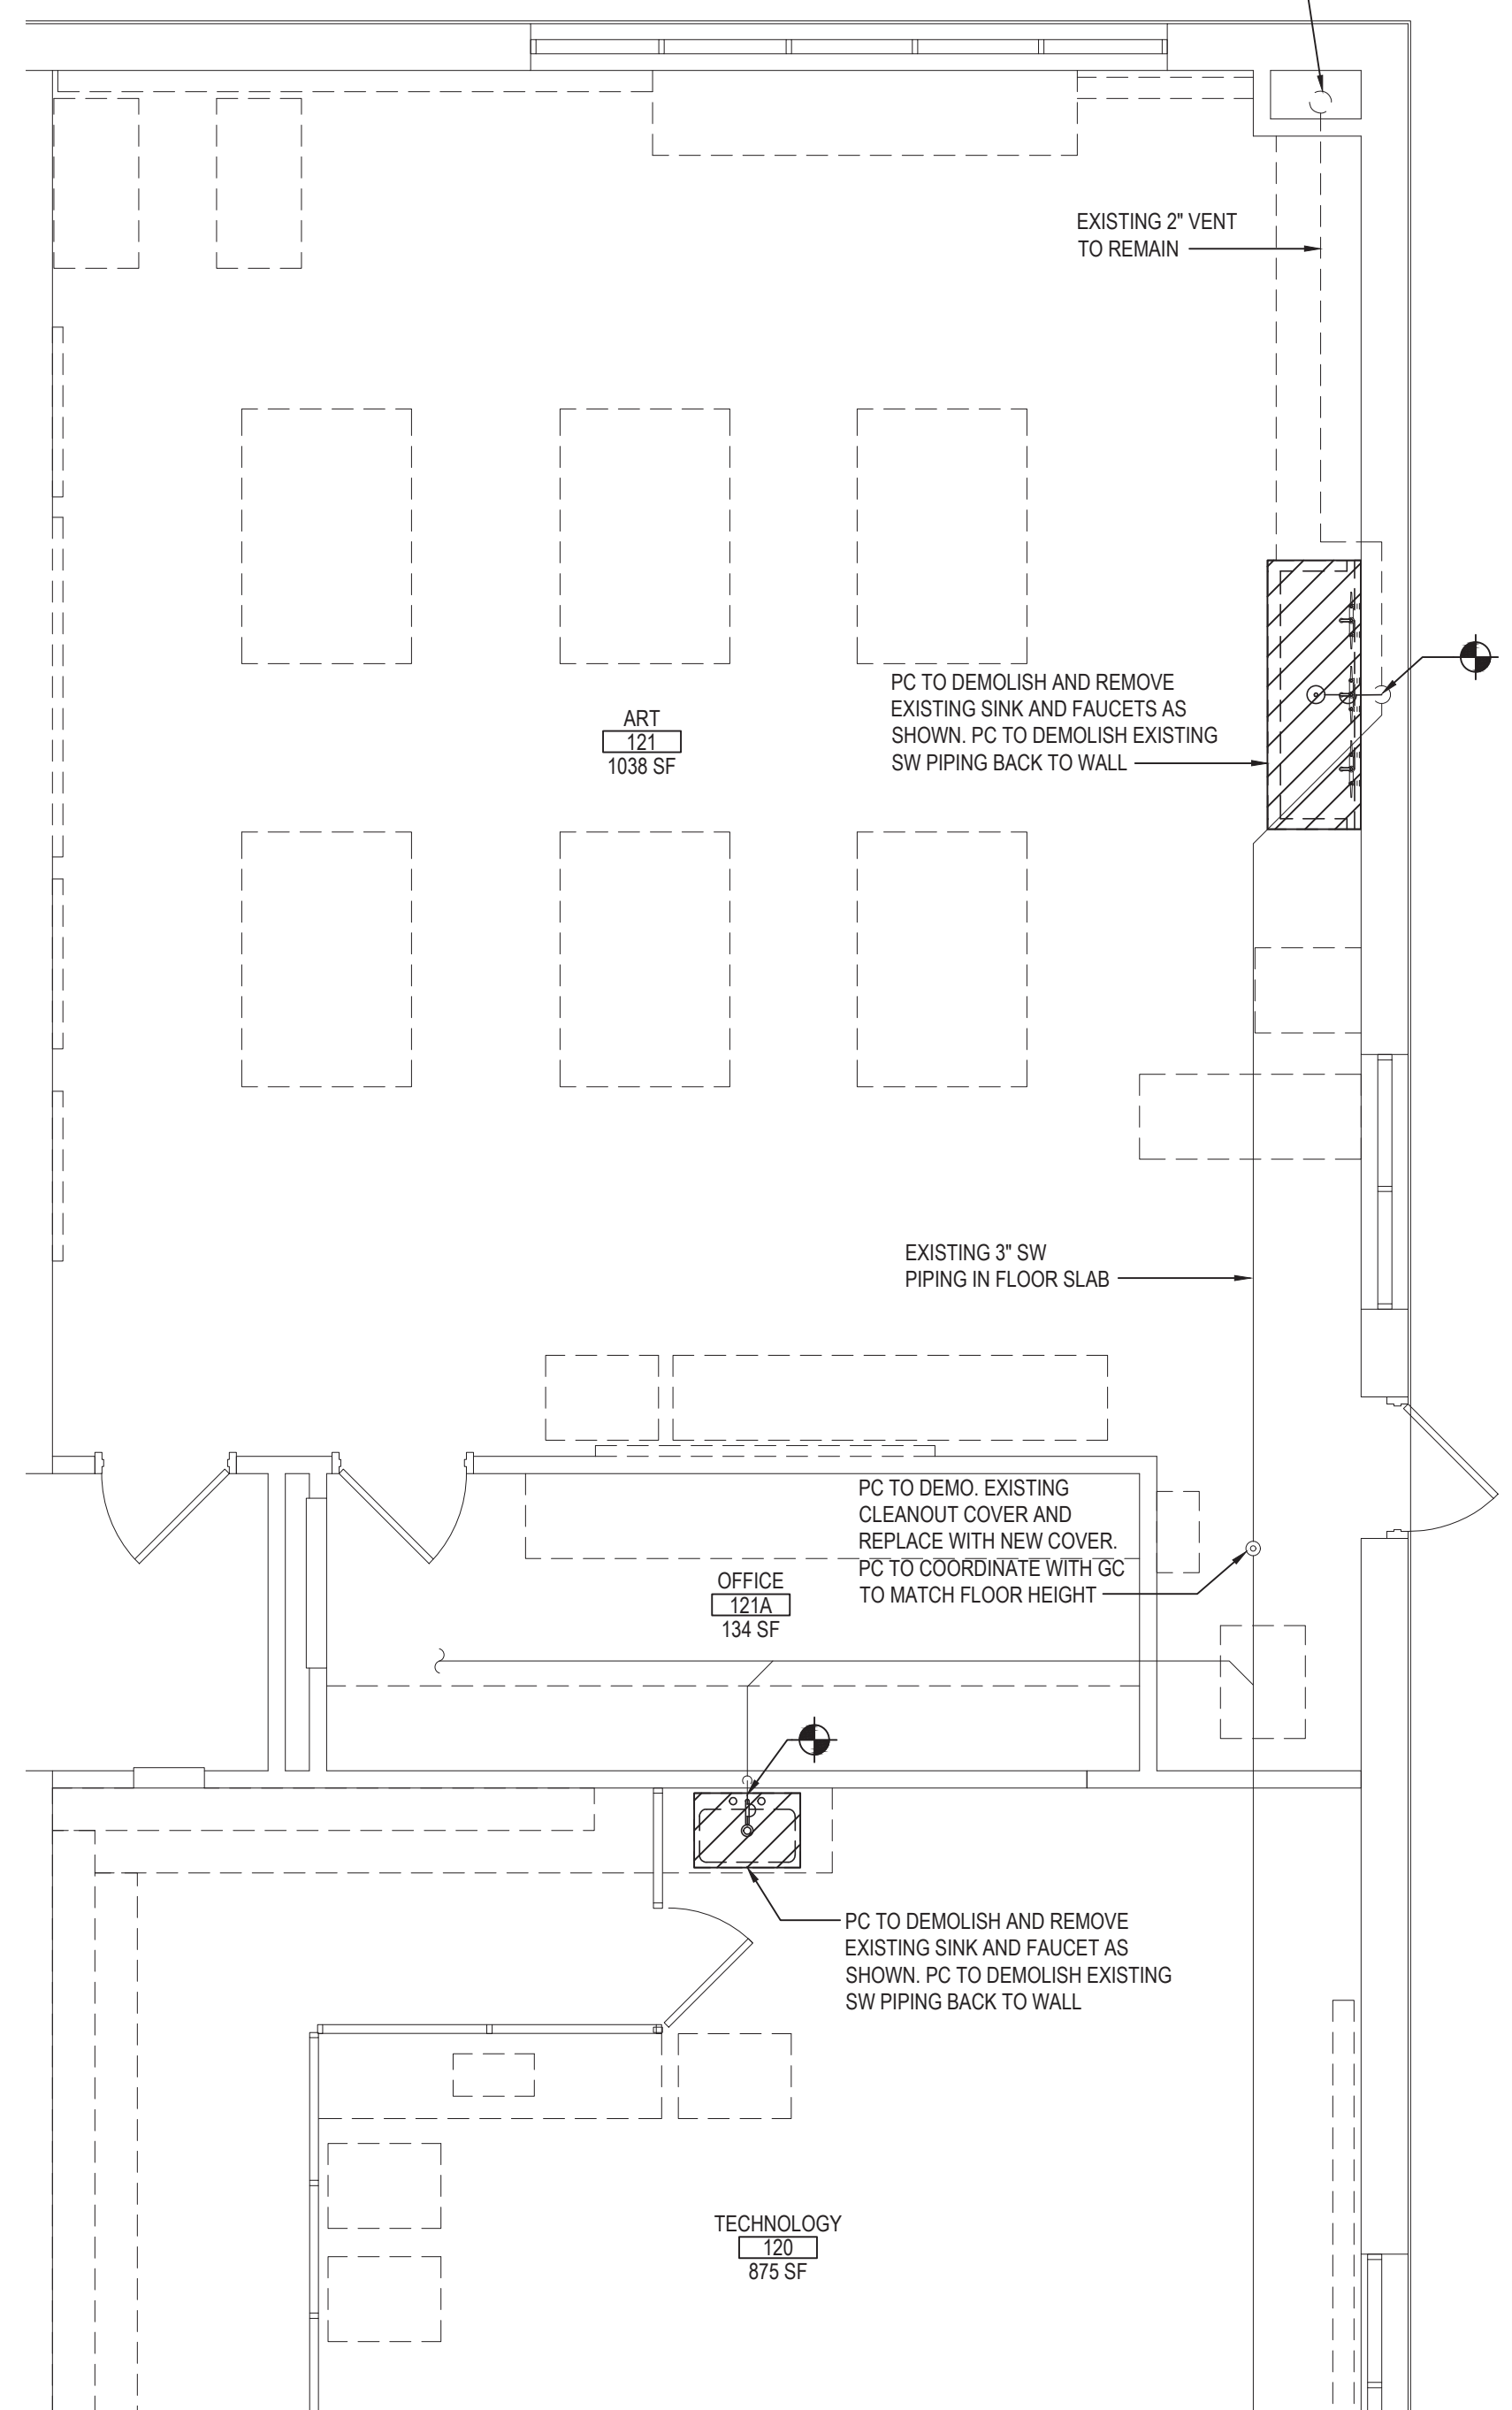 EXISTING 2" VENT
TO REMAIN
PC TO DEMOLISH AND REMOVE
EXISTING SINK AND FAUCETS AS
SHOWN. PC TO DEMOLISH EXISTING
SW PIPING BACK TO WALL
ART
121
1038 SF
EXISTING 3" SW
PIPING IN FLOOR SLAB
PC TO DEMO. EXISTING
CLEANOUT COVER AND
REPLACE WITH NEW COVER.
PC TO COORDINATE WITH GC
TO MATCH FLOOR HEIGHT
OFFICE
121A
134 SF
PC TO DEMOLISH AND REMOVE
EXISTING SINK AND FAUCET AS
SHOWN. PC TO DEMOLISH EXISTING
SW PIPING BACK TO WALL
TECHNOLOGY
120
875 SF